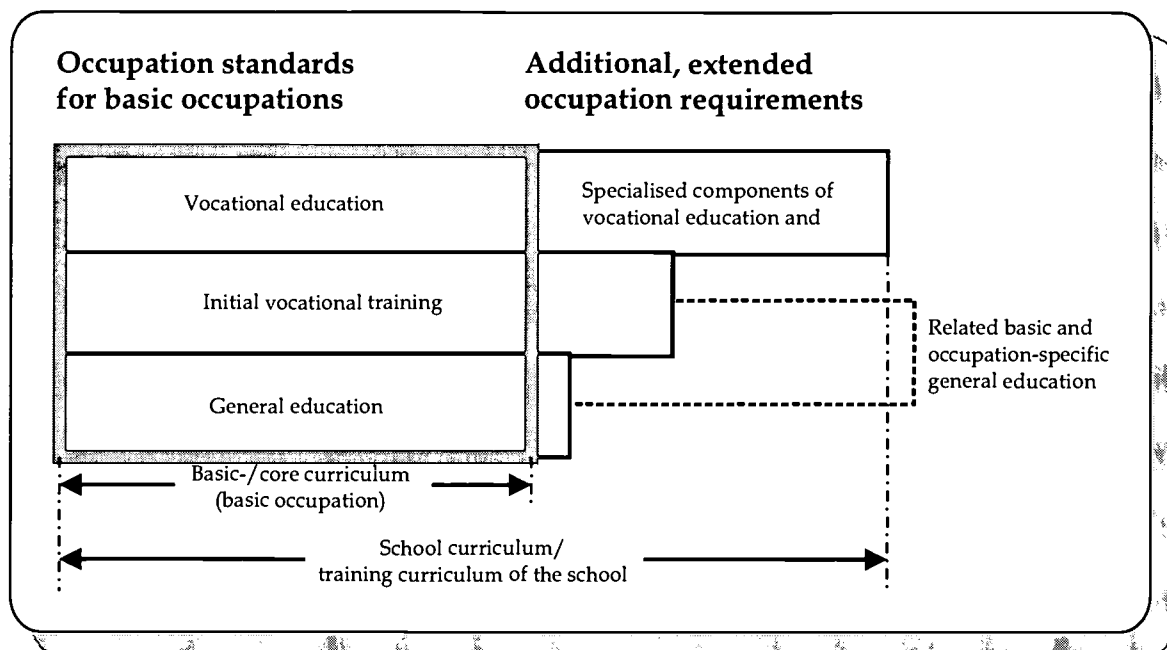 Occupation standards
for basic occupations
Additional, extended
occupation requirements
Vocational education
Specialised components of
vocational education and
Initial vocational training
Related basic and
occupation-specific
general education
General education
Basic-/core curriculum
(basic occupation)
School curriculum/
training curriculum of the school